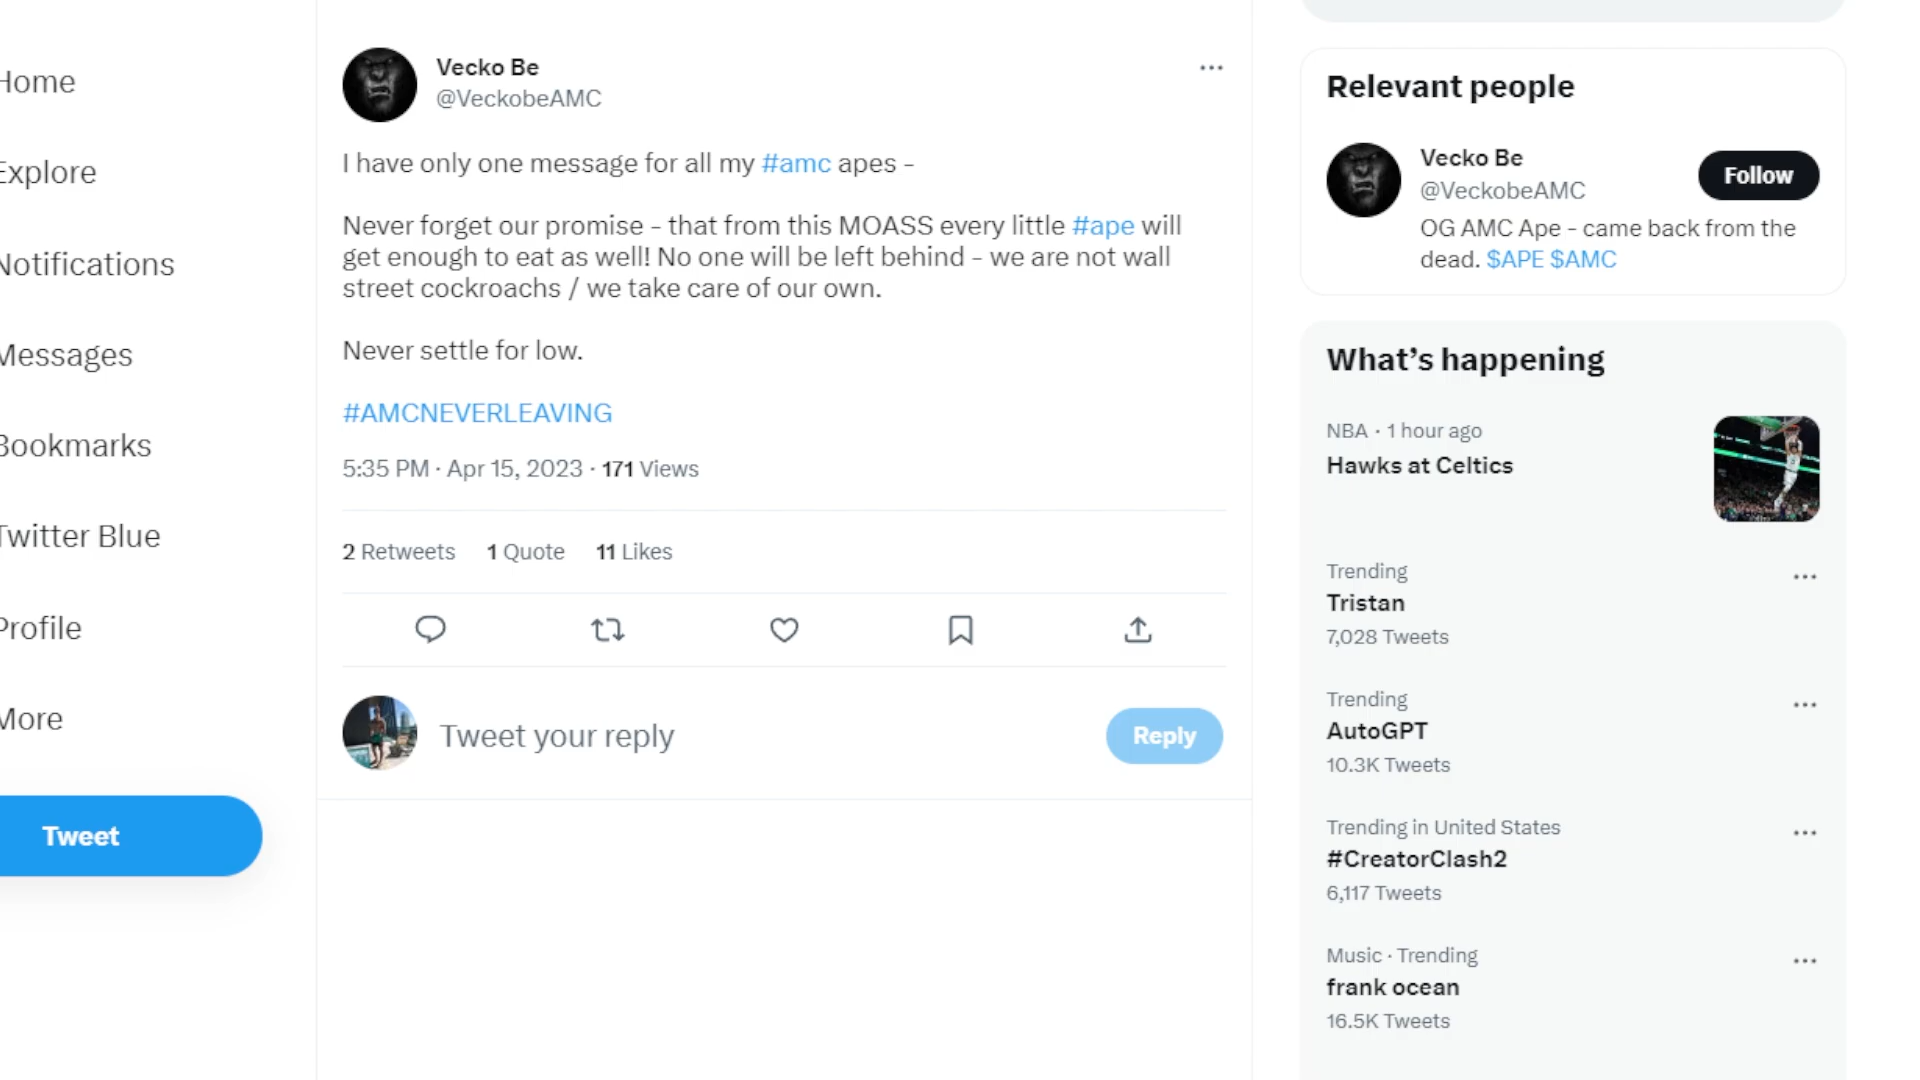 Home
Explore
Notifications
Messages
Bookmarks
Twitter Blue
Profile
More
Tweet
Vecko Be
@VeckobeAMC
I have only one message for all my #amc apes -
Never forget our promise - that from this MOASS every little #ape will
get enough to eat as well! No one will be left behind - we are not wall
street cockroachs / we take care of our own.
Never settle for low.
#AMCNEVERLEAVING
5:35 PM · Apr 15, 2023 · 171 Views
2 Retweets 1 Quote 11 Likes
Tweet your reply
Reply
Relevant people
Vecko Be
@VeckobeAMC
Follow
OG AMC Ape - came back from the
dead. $APE $AMC
What's happening
NBA · 1 hour ago
Hawks at Celtics
Trending
Tristan
7,028 Tweets
Trending
AutoGPT
10.3K Tweets
Trending in United States
#CreatorClash2
6,117 Tweets
Music · Trending
frank ocean
16.5K Tweets